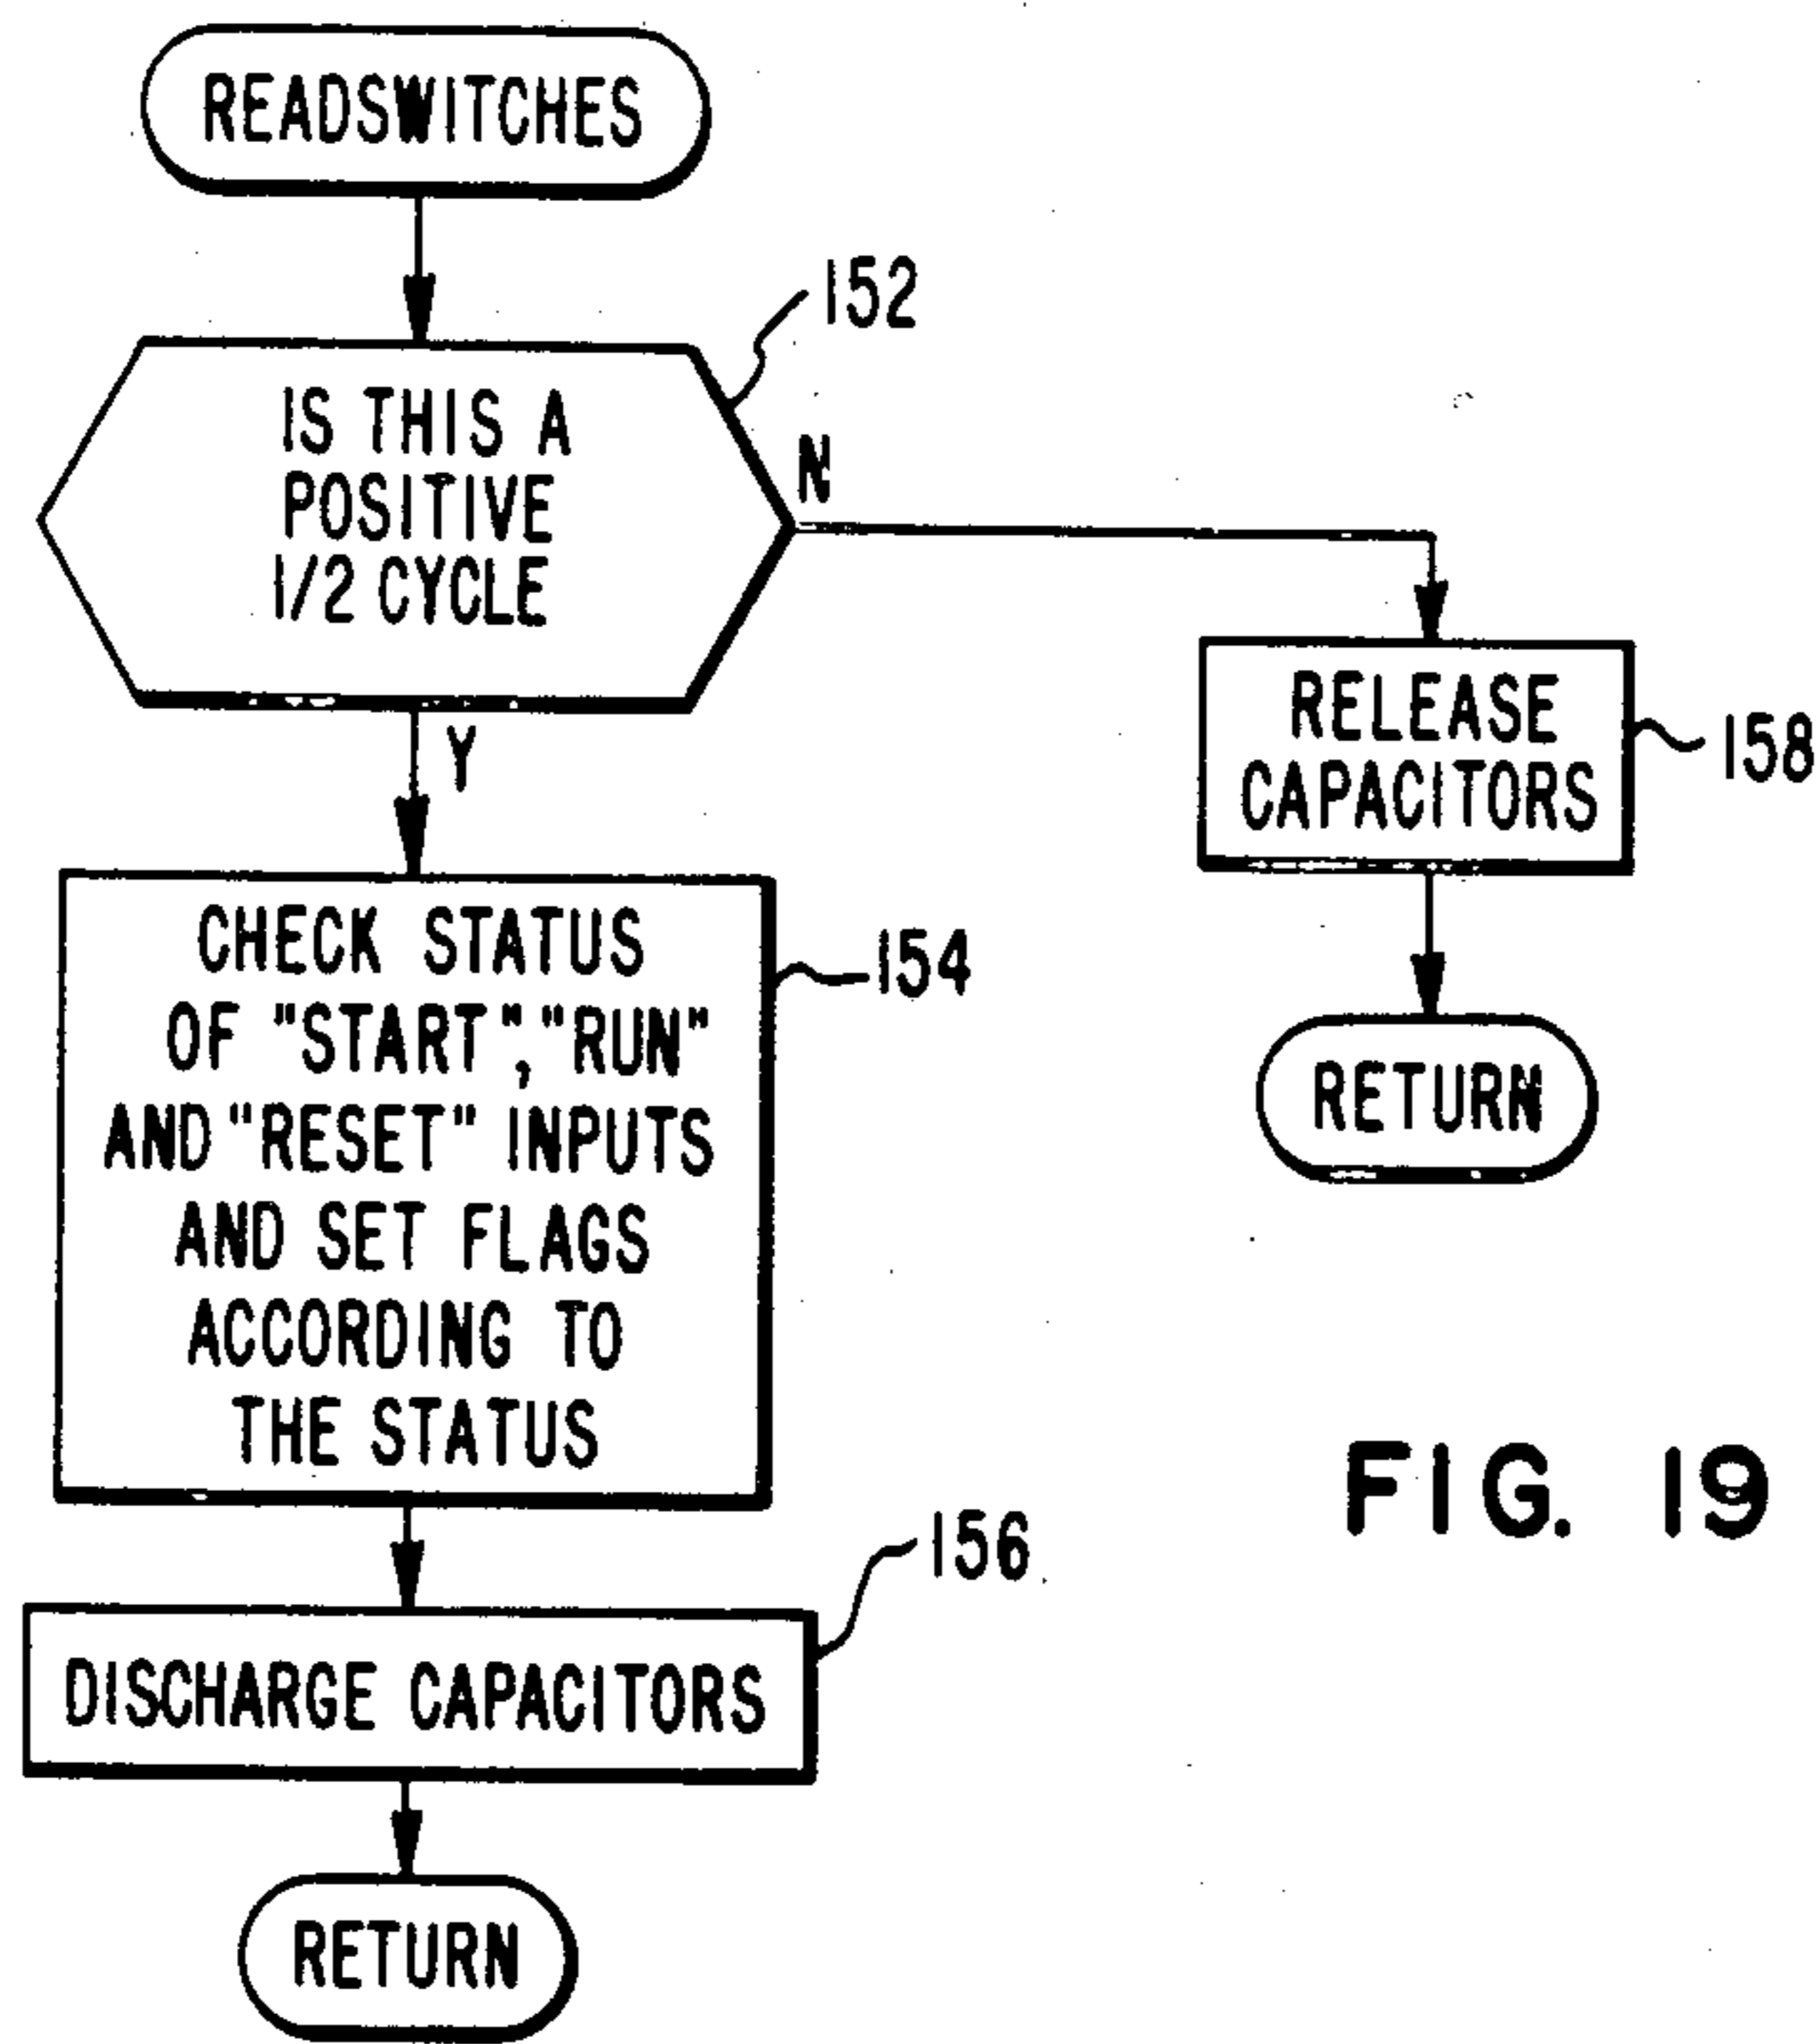 READSWITCHES
152
IS THIS A
POSITIVE
1/2 CYCLE
N
Y
RELEASE
CAPACITORS
158
RETURN
CHECK STATUS
OF "START", "RUN"
AND "RESET" INPUTS
AND SET FLAGS
ACCORDING TO
THE STATUS
154
DISCHARGE CAPACITORS
156
RETURN
FIG. 19